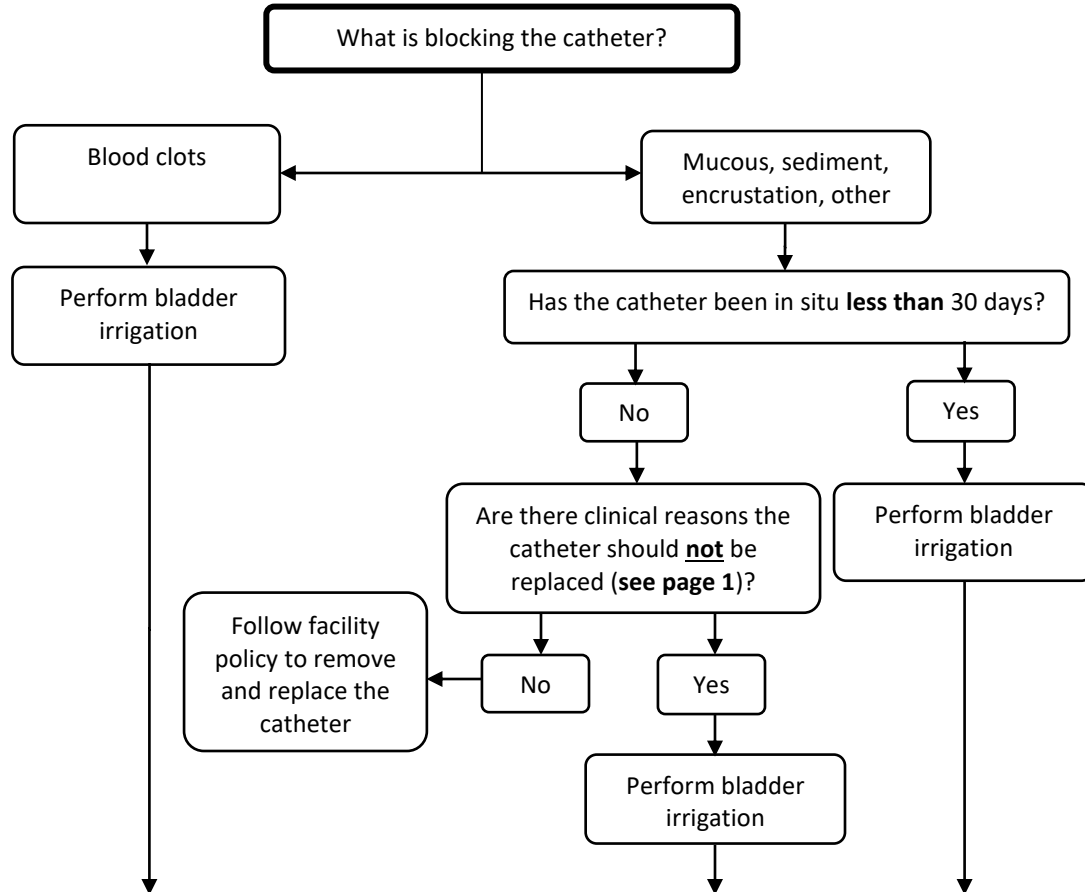 What is blocking the catheter?
Blood clots
Mucous, sediment,
encrustation, other
Perform bladder
irrigation
Has the catheter been in situ less than 30 days?
No
Yes
Are there clinical reasons the
catheter should not be
replaced (see page 1)?
Perform bladder
irrigation
Follow facility
policy to remove
and replace the
catheter
No
Yes
Perform bladder
irrigation